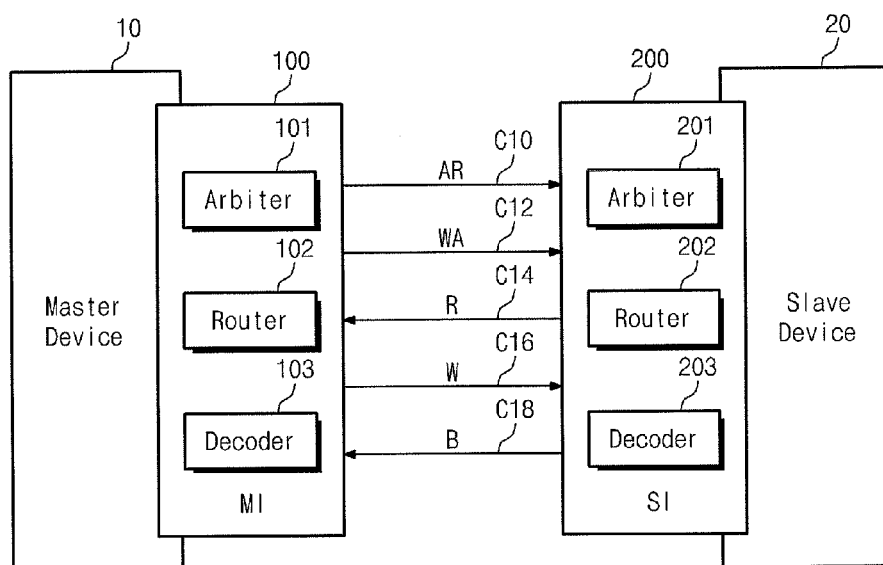 10
20
100
200
101
C10
201
AR
Arbiter
Arbiter
C12
102
WA
202
C14
Master
Device
Router
R
Router
Slave
Device
C16
103
W
203
C18
Decoder
B
Decoder
MI
SI